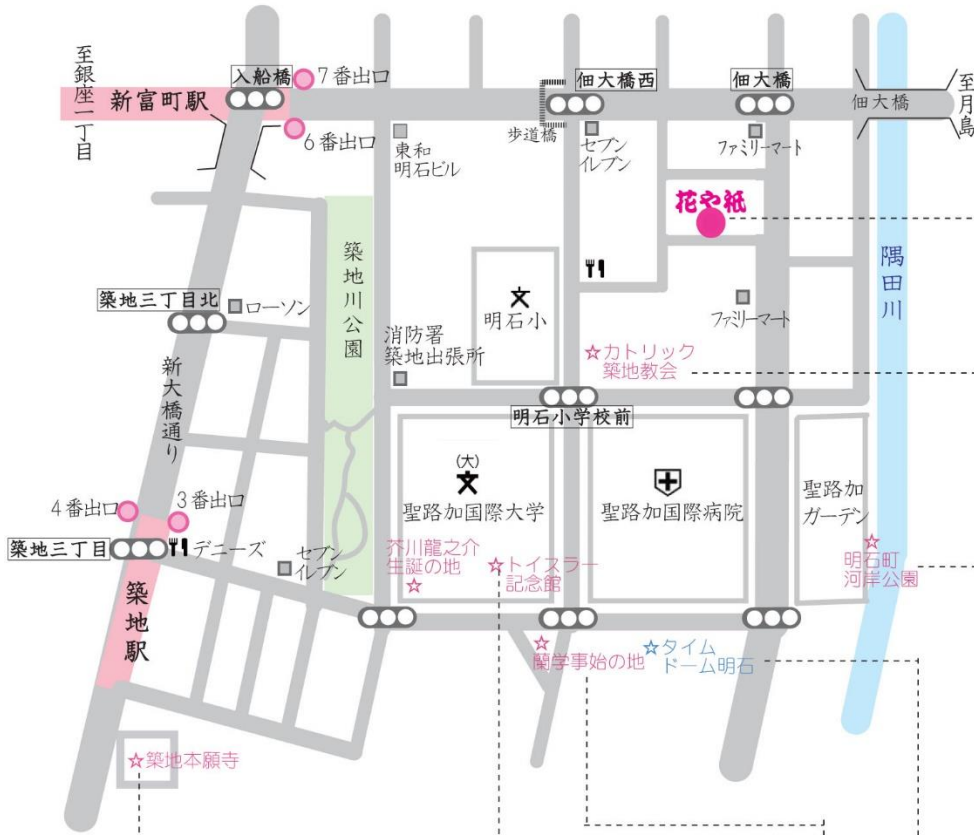 至銀座一丁目
新富町駅
入船橋
7番出口
6番出口
東和
明石ビル
佃大橋西
歩道橋
セブン
イレブン
佃大橋
ファミリーマート
佃大橋
至月島
花や祇
隅田川
築地三丁目北
ローソン
築地川公園
新大橋通り
明石小
消防署
築地出張所
ファミリーマート
☆カトリック
築地教会
明石小学校前
(大)
聖路加国際大学
聖路加国際病院
聖路加
ガーデン
4番出口
3番出口
築地三丁目
デニーズ
セブン
イレブン
築地駅
芥川龍之介
生誕の地
☆
☆トイスラー
記念館
☆
明石町
河岸公園
☆
蘭学事始の地
☆タイム
ドーム明石
☆築地本願寺